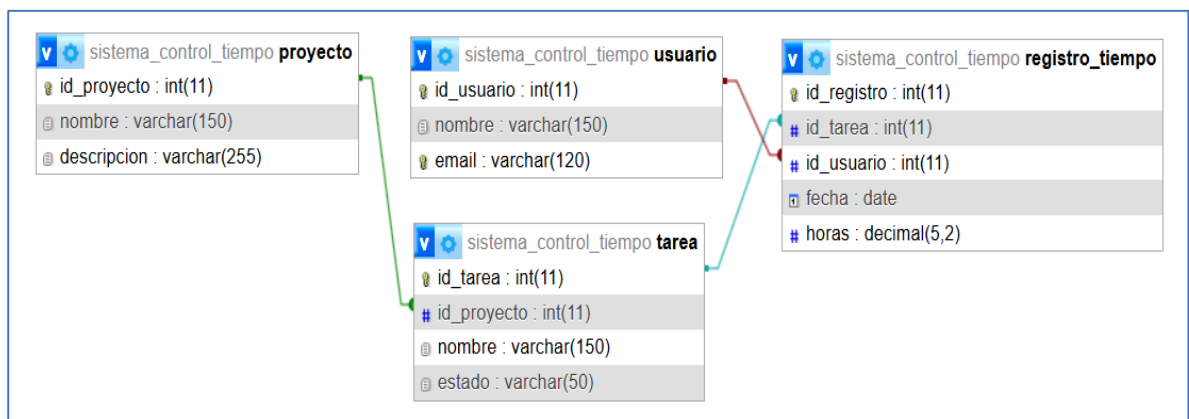 V sistema_control_tiempo proyecto
id_proyecto : int(11)
nombre : varchar(150)
descripcion : varchar(255)
V sistema_control_tiempo usuario
id_usuario : int(11)
nombre : varchar(150)
email : varchar(120)
V sistema_control_tiempo registro_tiempo
id_registro : int(11)
# id_tarea : int(11)
# id_usuario : int(11)
fecha : date
# horas : decimal(5,2)
V sistema_control_tiempo tarea
id_tarea : int(11)
# id_proyecto : int(11)
nombre : varchar(150)
estado : varchar(50)